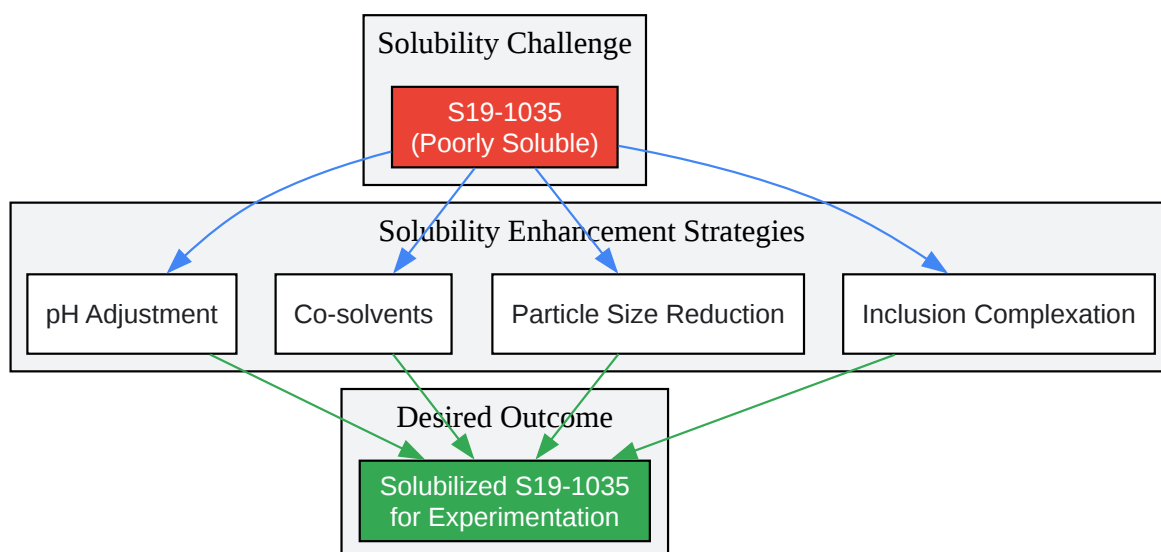 Solubility Challenge
S19-1035
(Poorly Soluble)
Solubility Enhancement Strategies
pH Adjustment
Co-solvents
Particle Size Reduction
Inclusion Complexation
Desired Outcome
Solubilized S19-1035
for Experimentation